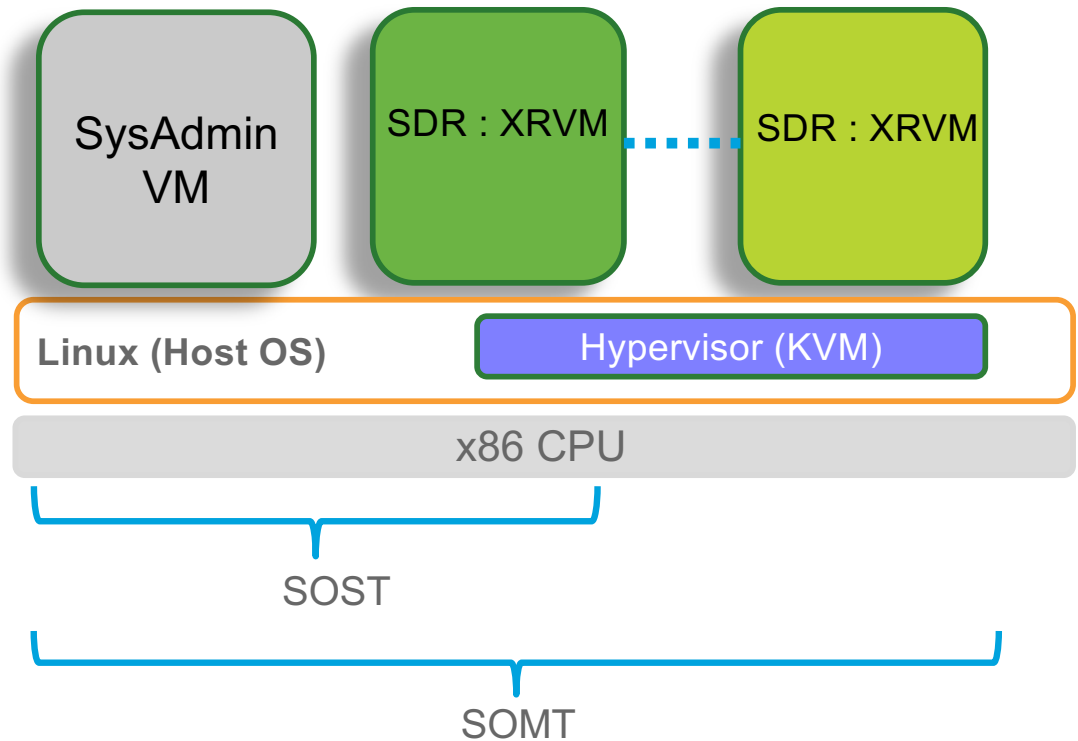 SysAdmin
VM
SDR : XRVM
SDR : XRVM
Linux (Host OS)
Hypervisor (KVM)
x86 CPU
SOST
SOMT